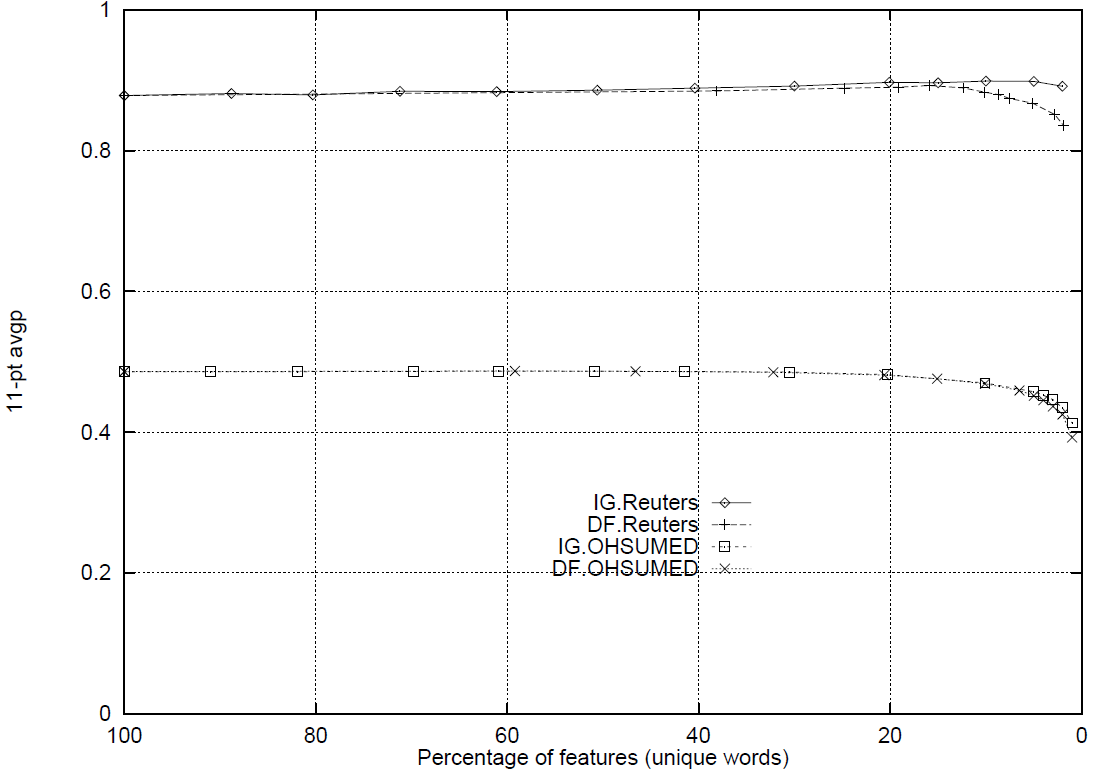 1
0.8
0.6
0.4
0.2
0
11-pt avgp
IG.Reuters
DF.Reuters
IG.OHSUMED
DF.OHSUMED
100 80 60 40 20 0
Percentage of features (unique words)